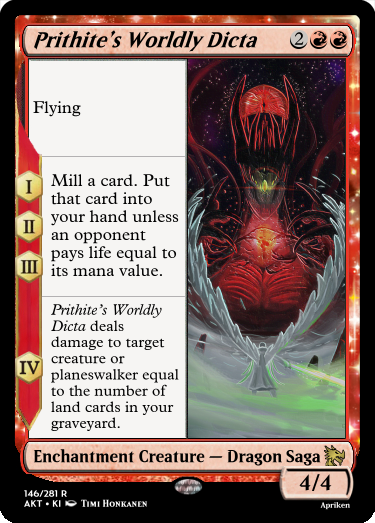 Prithite's Worldly Dicta 2
Flying
I
II
III
Mill a card. Put
that card into
your hand unless
an opponent
pays life equal to
its mana value.
IV
Prithite's Worldly
Dicta deals
damage to target
creature or
planeswalker equal
to the number of
land cards in your
graveyard.
Enchantment Creature — Dragon Saga
4/4
146/281 R
AKT • KI Timi Honkanen
Apriken